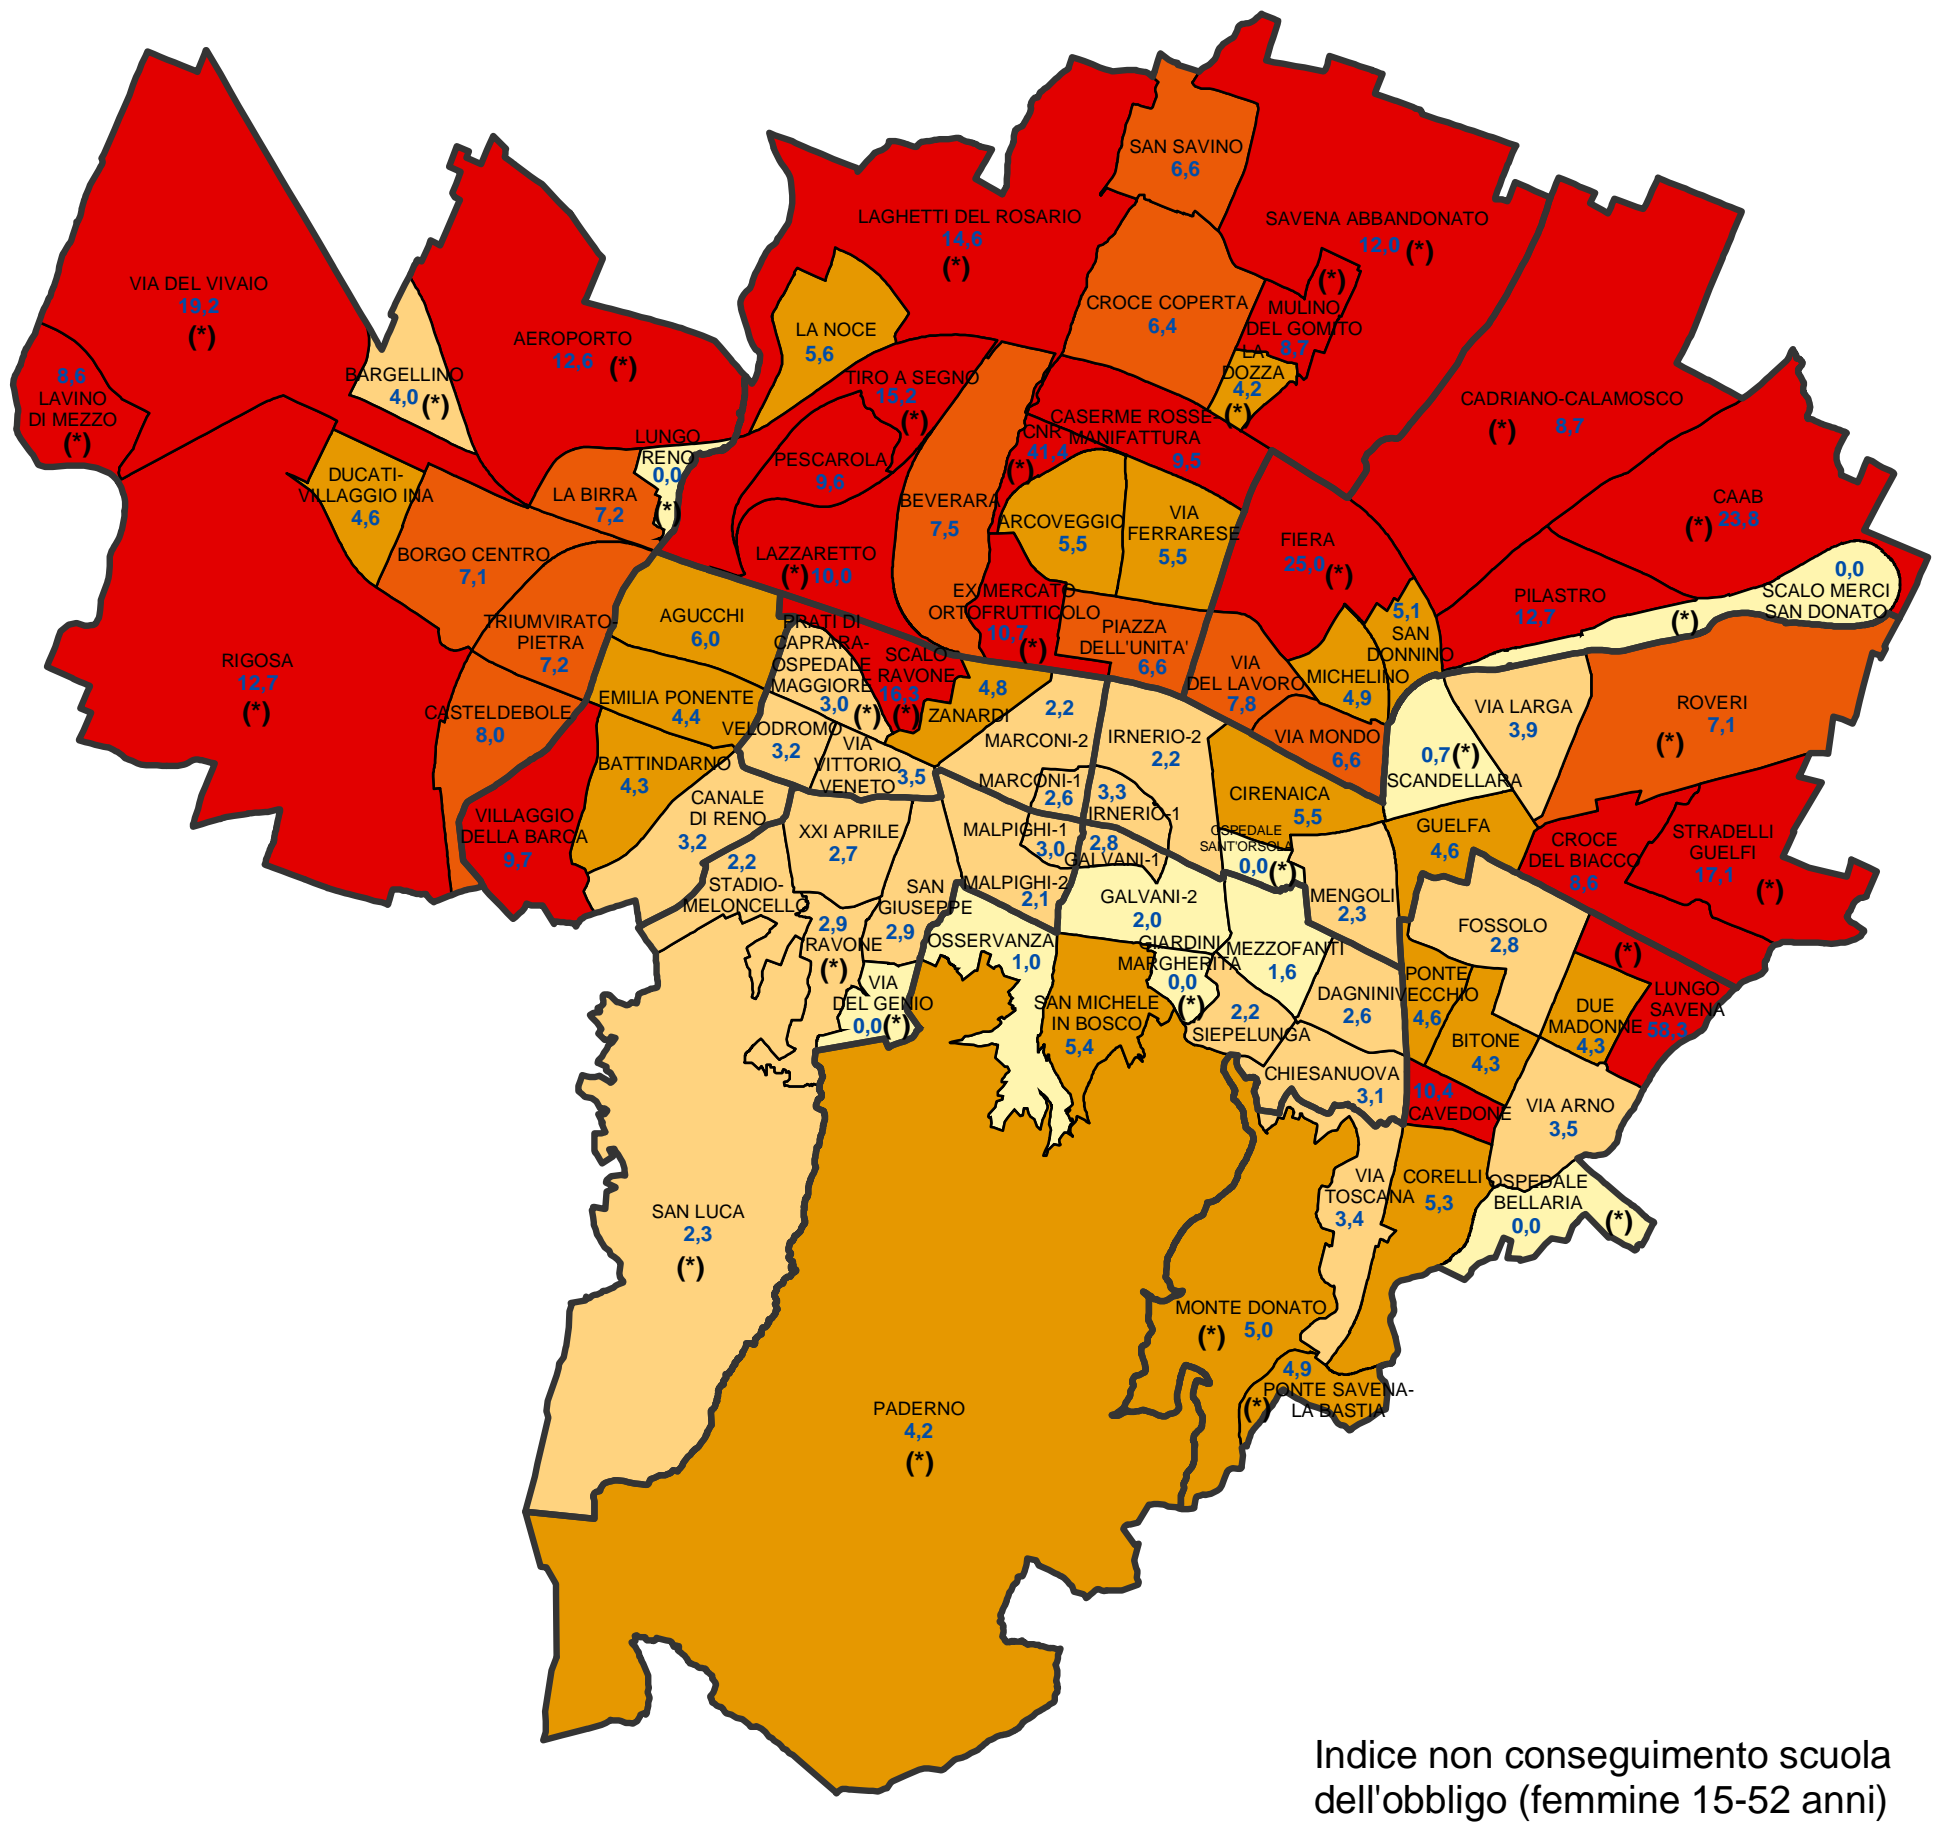 SAN SAVINO
6,6
LAGHETTI DEL ROSARIO
14,6
(*)
SAVENA ABBANDONATO
12,0 (*)
VIA DEL VIVAIO
19,2
(*)
AEROPORTO
12,6 (*)
BARGELLINO
4,0 (*)
8,6
LAVINO
DI MEZZO
(*)
LA NOCE
5,6
CROCE COPERTA
6,4
(*)
MULINO
DEL GOMITO
8,7
LA
DOZZA
4,2
(*)
TIRO A SEGNO
15,2
(*)
CADRIANO-CALAMOSCO
(*) 8,7
CASERME ROSSE-
MANIFATTURA
9,5
CNR
41,4
(*)
LUNGO
RENO
0,0
(*)
PESCAROLA
9,6
DUCATI-
VILLAGGIO INA
4,6
LA BIRRA
7,2
BEVERARA
7,5
ARCOVEGGIO
5,5
VIA
FERRARESE
5,5
CAAB
(*) 23,8
FIERA
25,0 (*)
BORGO CENTRO
7,1
LAZZARETTO
(*) 10,0
0,0
SCALO MERCI
SAN DONATO
(*)
PILASTRO
12,7
EX MERCATO
ORTOFRUTTICOLO
10,7
(*)
AGUCCHI
6,0
TRIUMVIRATO-
PIETRA
7,2
PRATI DI
CAPRARA-
OSPEDALE
MAGGIORE
3,0 (*)
SCALO
RAVONE
16,3
(*)
PIAZZA
DELL'UNITA'
6,6
5,1
SAN
DONNINO
MICHELINO
4,9
VIA
DEL LAVORO
7,8
RIGOSA
12,7
(*)
EMILIA PONENTE
4,4
CASTELDEBOLE
8,0
4,8
ZANARDI
2,2
MARCONI-2
IRNERIO-2
2,2
VIA MONDO
6,6
VIA LARGA
3,9
ROVERI
7,1
(*)
VELODROMO
3,2
VIA
VITTORIO
VENETO
3,5
0,7 (*)
SCANDELLARA
BATTINDARNO
4,3
MARCONI-1
2,6
3,3
IRNERIO-1
CIRENAICA
5,5
CANALE
DI RENO
3,2
VILLAGGIO
DELLA BARCA
9,7
XXI APRILE
2,7
MALPIGHI-1
3,0
2,8
GALVANI-1
OSPEDALE
SANT'ORSOLA
0,0 (*)
GUELFA
4,6
CROCE
DEL BIACCO
8,6
STRADELLI
GUELFI
17,1
(*)
2,2
STADIO-
MELONCELLO
SAN
GIUSEPPE
2,9
MALPIGHI-2
2,1
GALVANI-2
2,0
MENGOLI
2,3
FOSSOLO
2,8
2,9
RAVONE
(*)
OSSERVANZA
1,0
GIARDINI
MARGHERITA
0,0
(*)
MEZZOFANTI
1,6
(*)
LUNGO
SAVENA
58,3
VIA
DEL GENIO
0,0 (*)
SAN MICHELE
IN BOSCO
5,4
2,2
SIEPELUNGA
DAGNINI
2,6
PONTE
VECCHIO
4,6
BITONE
4,3
DUE
MADONNE
4,3
CHIESANUOVA
3,1
10,4
CAVEDONE
VIA ARNO
3,5
SAN LUCA
2,3
(*)
VIA
TOSCANA
3,4
CORELLI
5,3
OSPEDALE
BELLARIA
0,0
(*)
MONTE DONATO
(*) 5,0
4,9
PONTE SAVENA-
LA BASTIA
(*)
PADERNO
4,2
(*)
Indice non conseguimento scuola
dell'obbligo (femmine 15-52 anni)